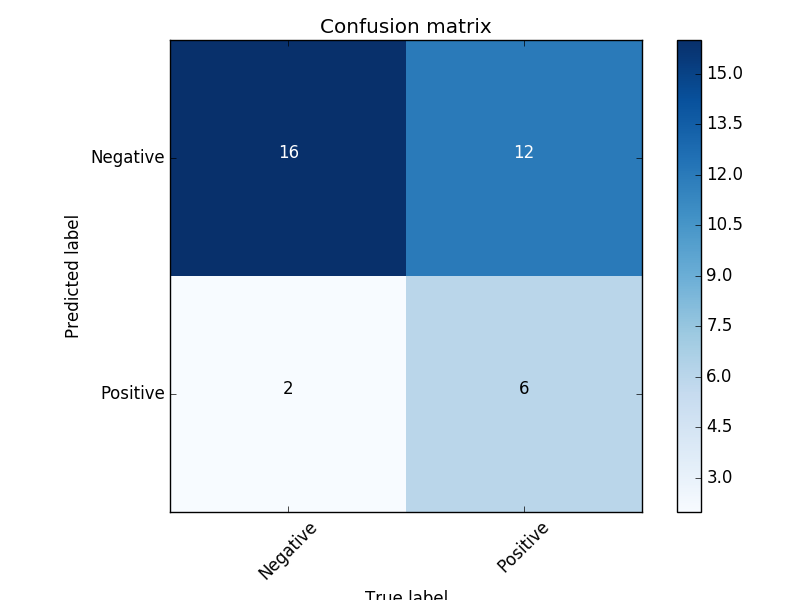 Confusion matrix
Negative
16
12
15.0
13.5
12.0
10.5
9.0
7.5
6.0
4.5
3.0
Predicted label
Positive
2
6
Negative
Positive
True label